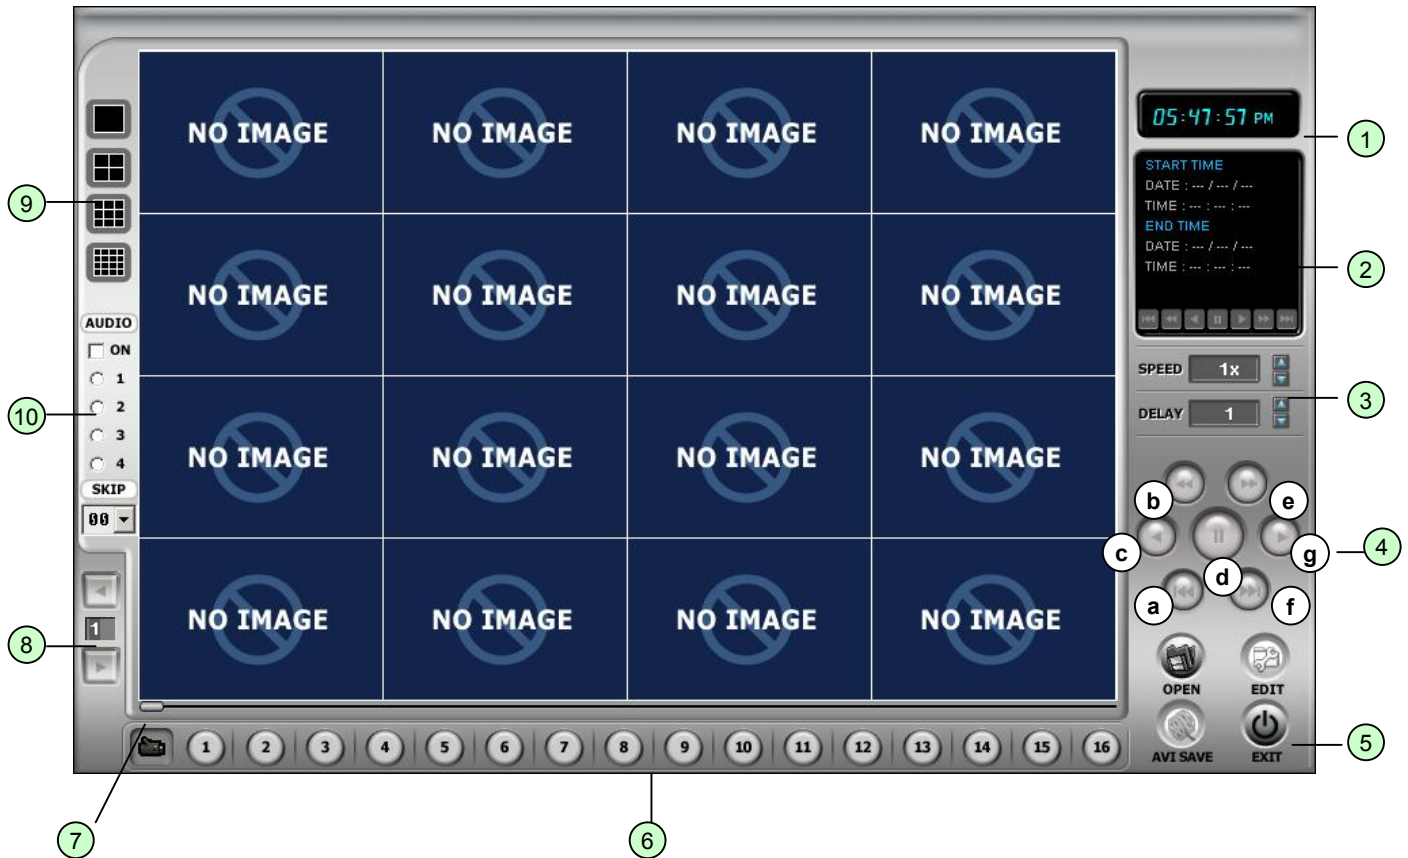 NO IMAGE NO IMAGE NO IMAGE NO IMAGE
NO IMAGE NO IMAGE NO IMAGE NO IMAGE
NO IMAGE NO IMAGE NO IMAGE NO IMAGE
NO IMAGE NO IMAGE NO IMAGE NO IMAGE
9
AUDIO
ON
1
2
3
4
10
SKIP
00
1
8
05:47:57 PM
1
START TIME
DATE : --- / --- / ---
TIME : --- : --- : ---
END TIME
DATE : --- / --- / ---
TIME : --- : --- : ---
2
SPEED 1x
DELAY 1
3
b e
c d g
4
a f
OPEN EDIT
AVI SAVE EXIT
5
1 2 3 4 5 6 7 8 9 10 11 12 13 14 15 16
7 6